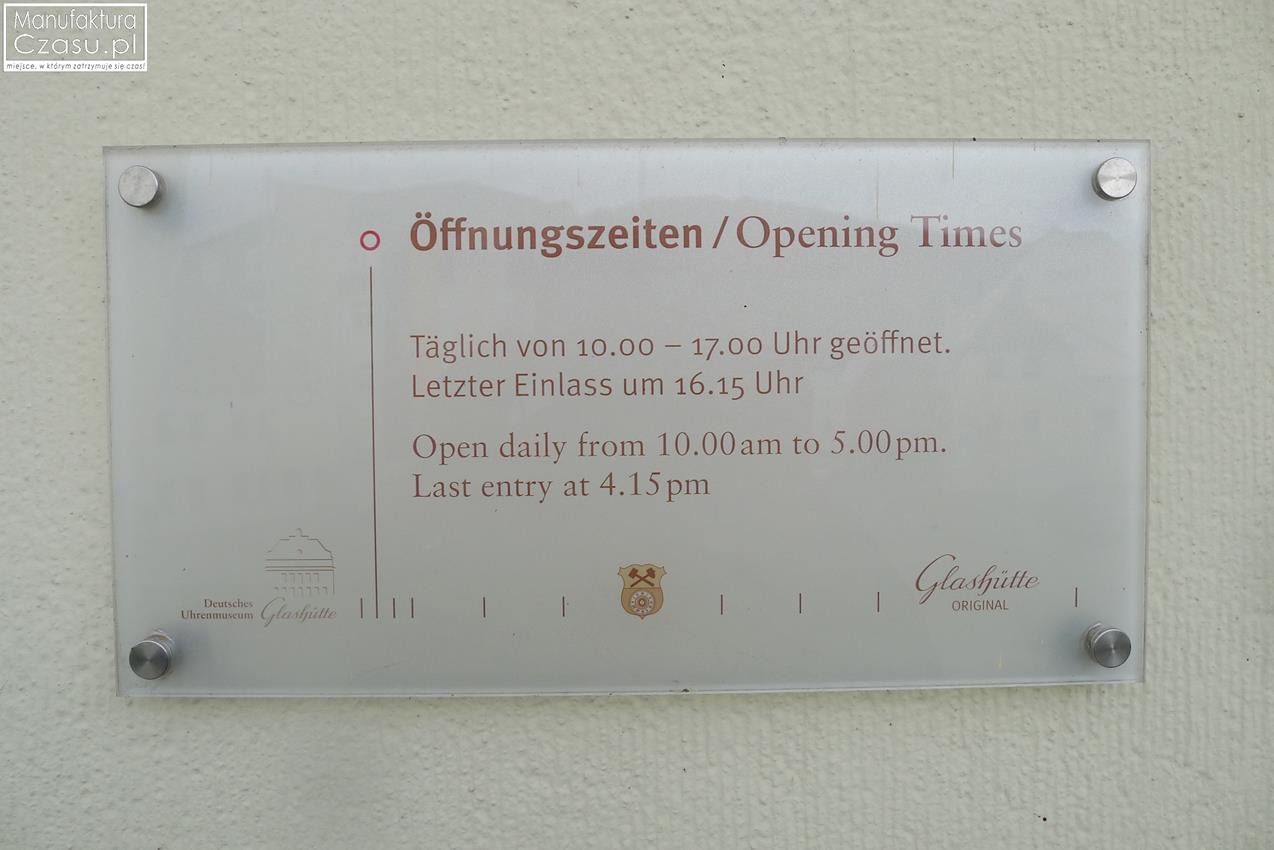 Manufaktura
Czasu.pl
miejsce, w którym zatrzymuje się czas!
Öffnungszeiten / Opening Times
Täglich von 10.00 – 17.00 Uhr geöffnet.
Letzter Einlass um 16.15 Uhr
Open daily from 10.00 am to 5.00 pm.
Last entry at 4.15 pm
Deutsches
Uhrenmuseum Glashütte
Glashütte
ORIGINAL